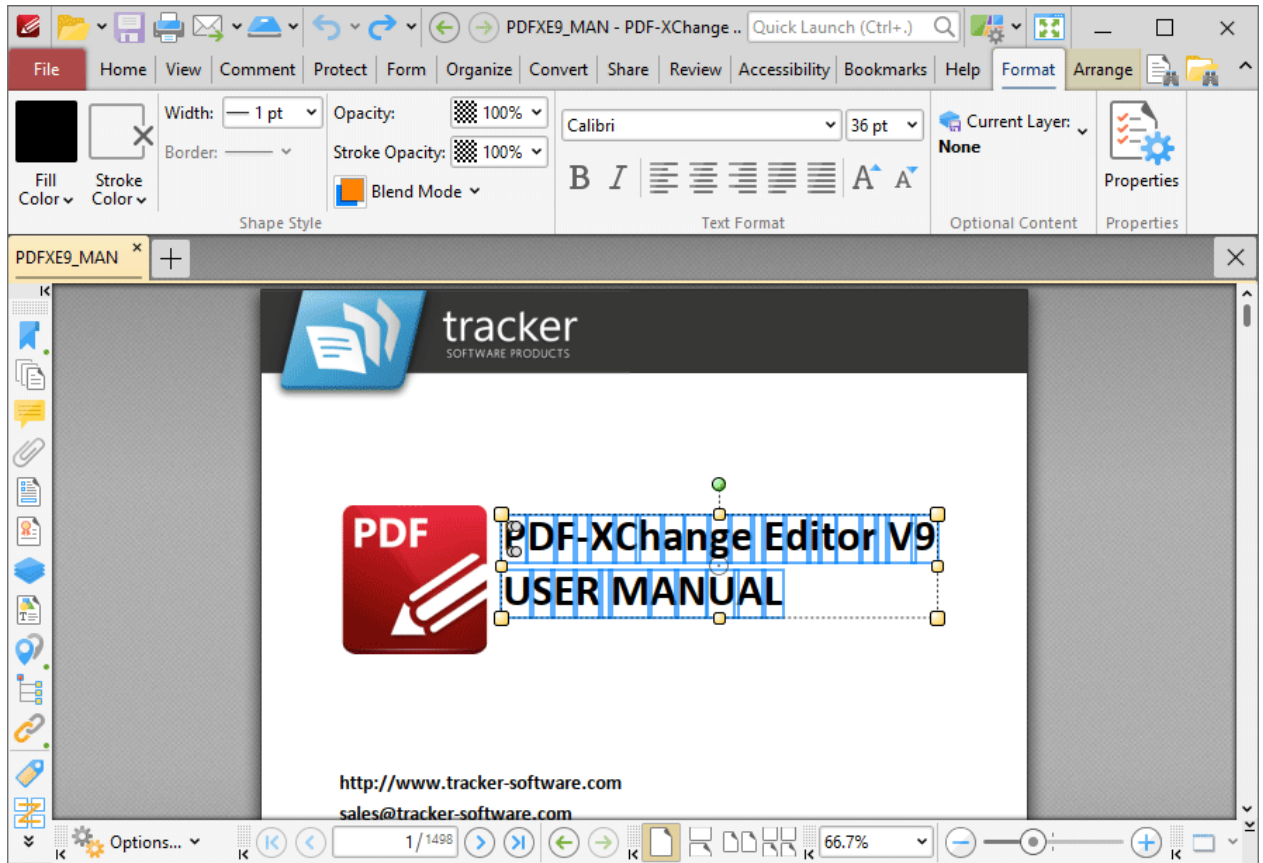 PDFXE9_MAN - PDF-XChange .. Quick Launch (Ctrl+.)
File Home View Comment Protect Form Organize Convert Share Review Accessibility Bookmarks Help Format Arrange
Width: 1 pt Opacity: 100% Calibri 36 pt Current Layer:
Border: Stroke Opacity: 100% None
Fill Color Stroke Color Blend Mode B I A A Properties
Shape Style Text Format Optional Content Properties
PDFXE9_MAN
tracker
SOFTWARE PRODUCTS
PDF
PDF-XChange Editor V9
USER MANUAL
http://www.tracker-software.com
sales@tracker-software.com
Options... 1/1498 66.7%